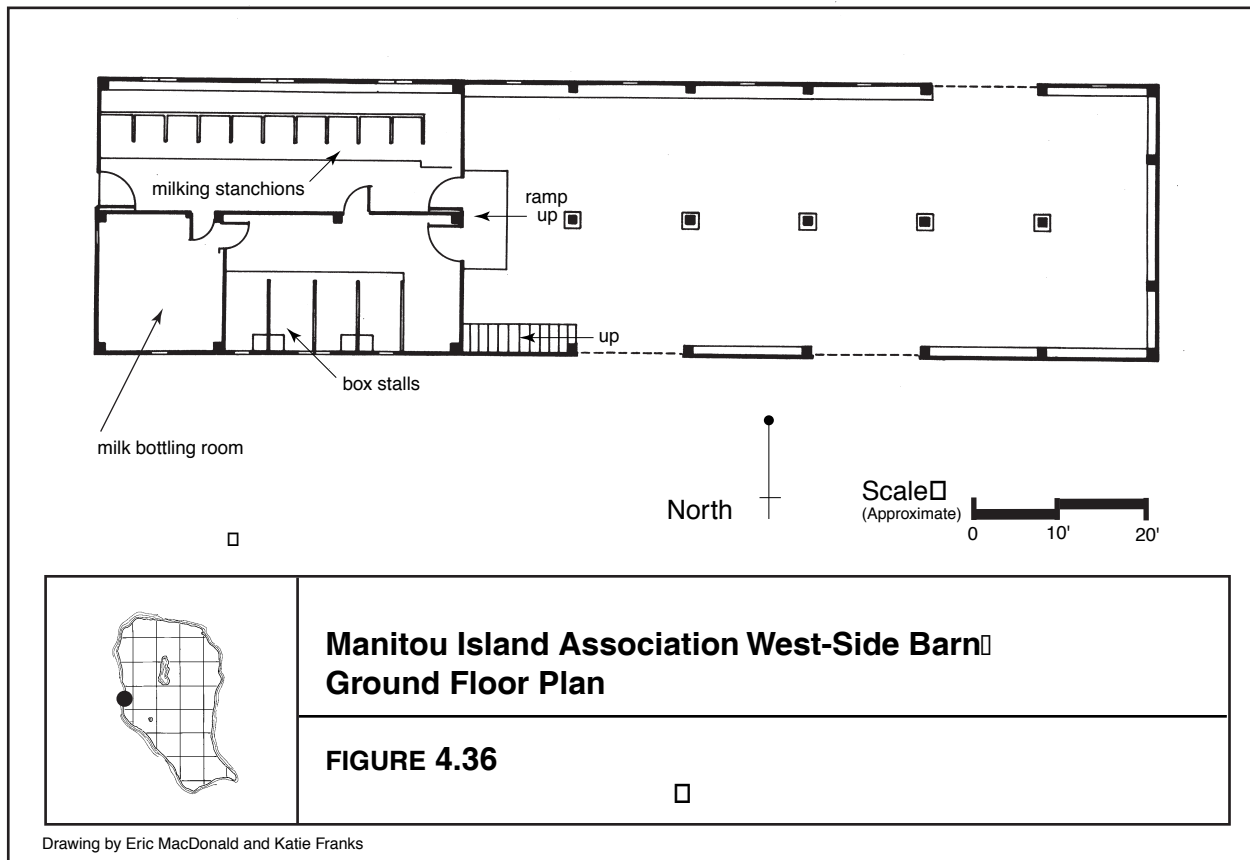 milking stanchions
ramp
up
up
box stalls
milk bottling room
North
Scale
(Approximate)
0 10' 20'
Manitou Island Association West-Side Barn
Ground Floor Plan
FIGURE 4.36
Drawing by Eric MacDonald and Katie Franks